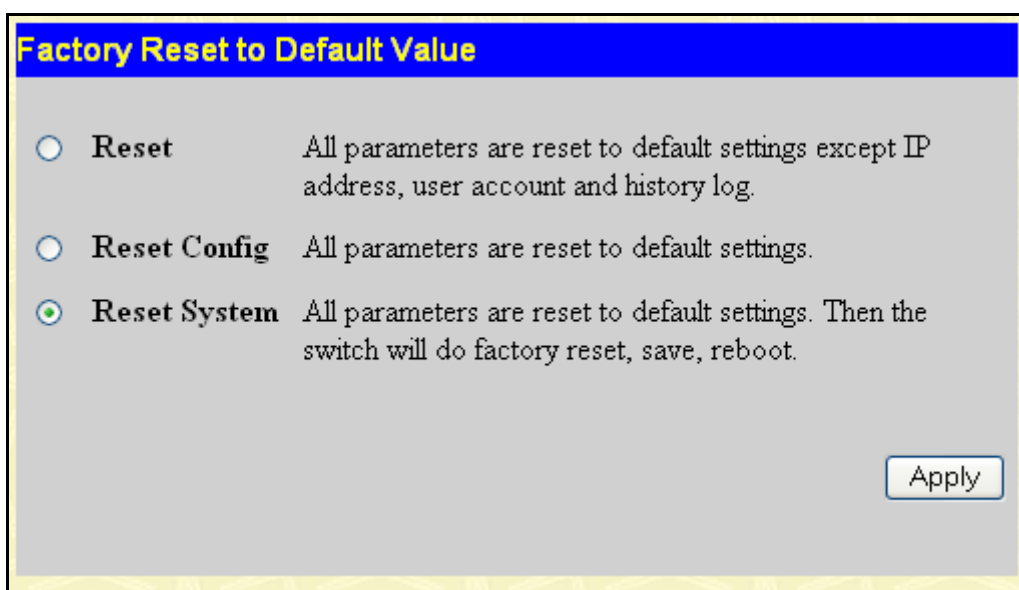 Factory Reset to Default Value
Reset All parameters are reset to default settings except IP
address, user account and history log.
Reset Config All parameters are reset to default settings.
Reset System All parameters are reset to default settings. Then the
switch will do factory reset, save, reboot.
Apply